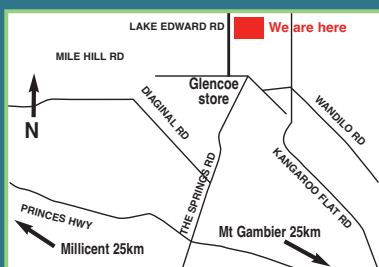 LAKE EDWARD RD
We are here
MILE HILL RD
Glencoe
store
N
DIAGINAL RD
WANDILO RD
THE SPRINGS RD
KANGAROO FLAT RD
PRINCES HWY
Mt Gambier 25km
Millicent 25km